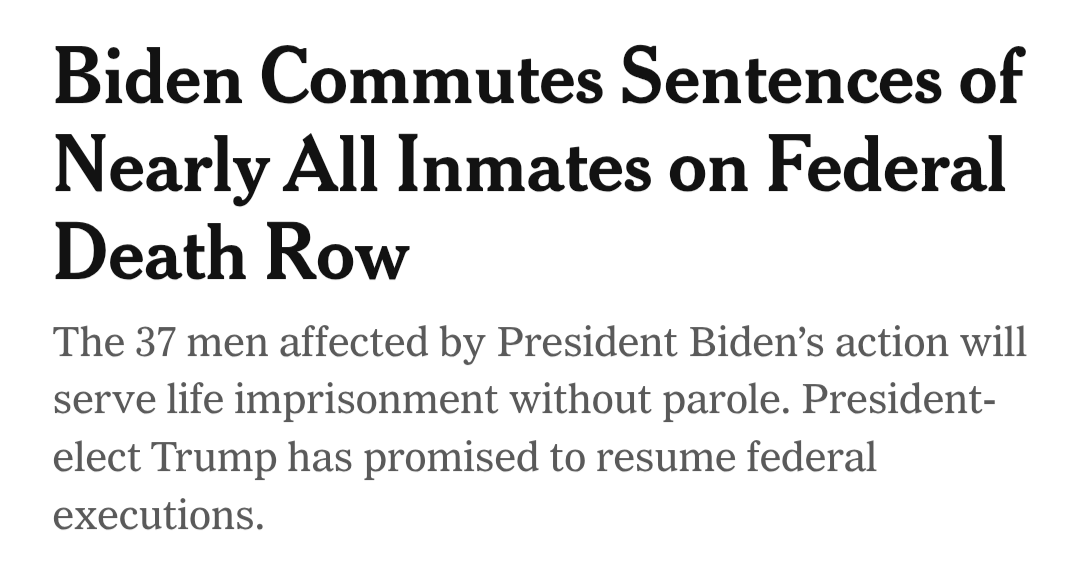 Biden Commutes Sentences of
Nearly All Inmates on Federal
Death Row
The 37 men affected by President Biden’s action will
serve life imprisonment without parole. President-
elect Trump has promised to resume federal
executions.